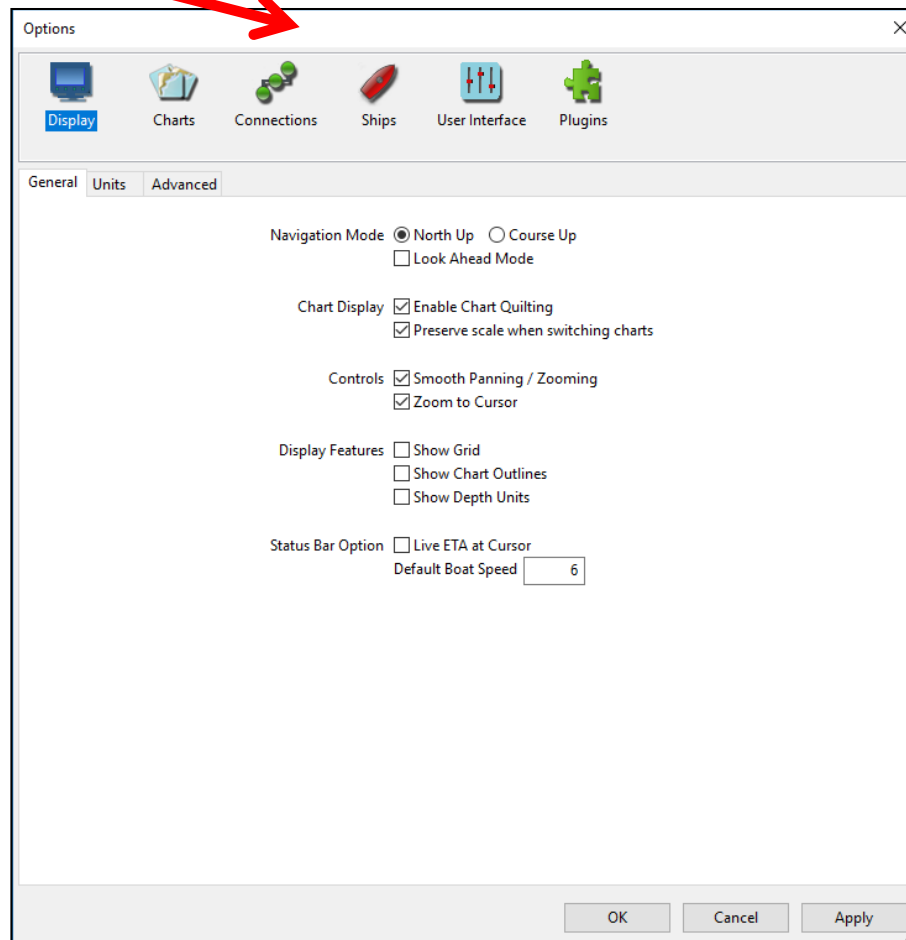 Options
Display Charts Connections Ships User Interface Plugins
General Units Advanced
Navigation Mode North Up Course Up
Look Ahead Mode
Chart Display Enable Chart Quilting
Preserve scale when switching charts
Controls Smooth Panning / Zooming
Zoom to Cursor
Display Features Show Grid
Show Chart Outlines
Show Depth Units
Status Bar Option Live ETA at Cursor
Default Boat Speed 6
OK Cancel Apply